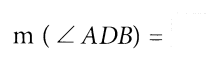 m ( ∠ ADB) =